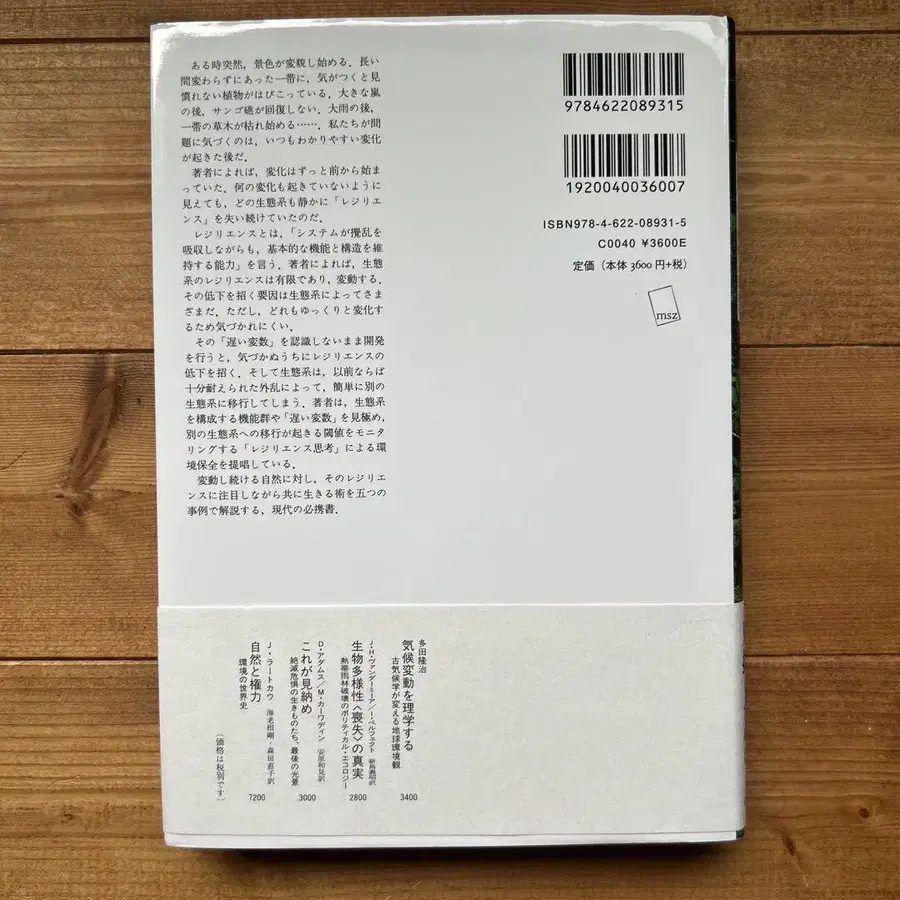 ある時突然，景色が変貌し始める．長い
間変わらずにあった一帯に，気がつくと見
慣れない植物がはびこっている．大きな嵐
の後，サンゴ礁が回復しない．大雨の後，
一帯の草木が枯れ始める……．私たちが問
題に気づくのは，いつもわかりやすい変化
が起きた後だ．
著者によれば，変化はずっと前から始ま
っていた．何の変化も起きていないように
見えても，どの生態系も静かに「レジリエ
ンス」を失い続けていたのだ．
レジリエンスとは，「システムが攪乱を
吸収しながらも，基本的な機能と構造を維
持する能力」を言う．著者によれば，生態
系のレジリエンスは有限であり，変動する．
その低下を招く要因は生態系によってさま
ざまだ．ただし，どれもゆっくりと変化す
るため気づかれにくい．
その「遅い変数」を認識しないまま開発
を行うと，気づかぬうちにレジリエンスの
低下を招く．そして生態系は，以前ならば
十分耐えられた外乱によって，簡単に別の
生態系に移行してしまう．著者は，生態系
を構成する機能群や「遅い変数」を見極め，
別の生態系への移行が起きる閾値をモニタ
リングする「レジリエンス思考」による環
境保全を提唱している．
変動し続ける自然に対し，そのレジリエ
ンスに注目しながら共に生きる術を五つの
事例で解説する，現代の必携書．
9784622089315
1920040036007
ISBN978-4-622-08931-5
C0040 ¥3600E
定価（本体 3600 円+税）
msz
多田隆治
気候変動を理学する
古気候学が変える地球環境観
3400
J・H・ヴァンダーミーア／I・ペルフェクト 新島義昭訳
生物多様性〈喪失〉の真実
熱帯雨林破壊のポリティカル・エコロジー
2800
D・アダムス／M・カーワディン 安原和見訳
これが見納め
絶滅危惧の生きものたち、最後の光景
3000
J・ラートカウ 海老根剛・森田直子訳
自然と権力
環境の世界史
7200
（価格は税別です）